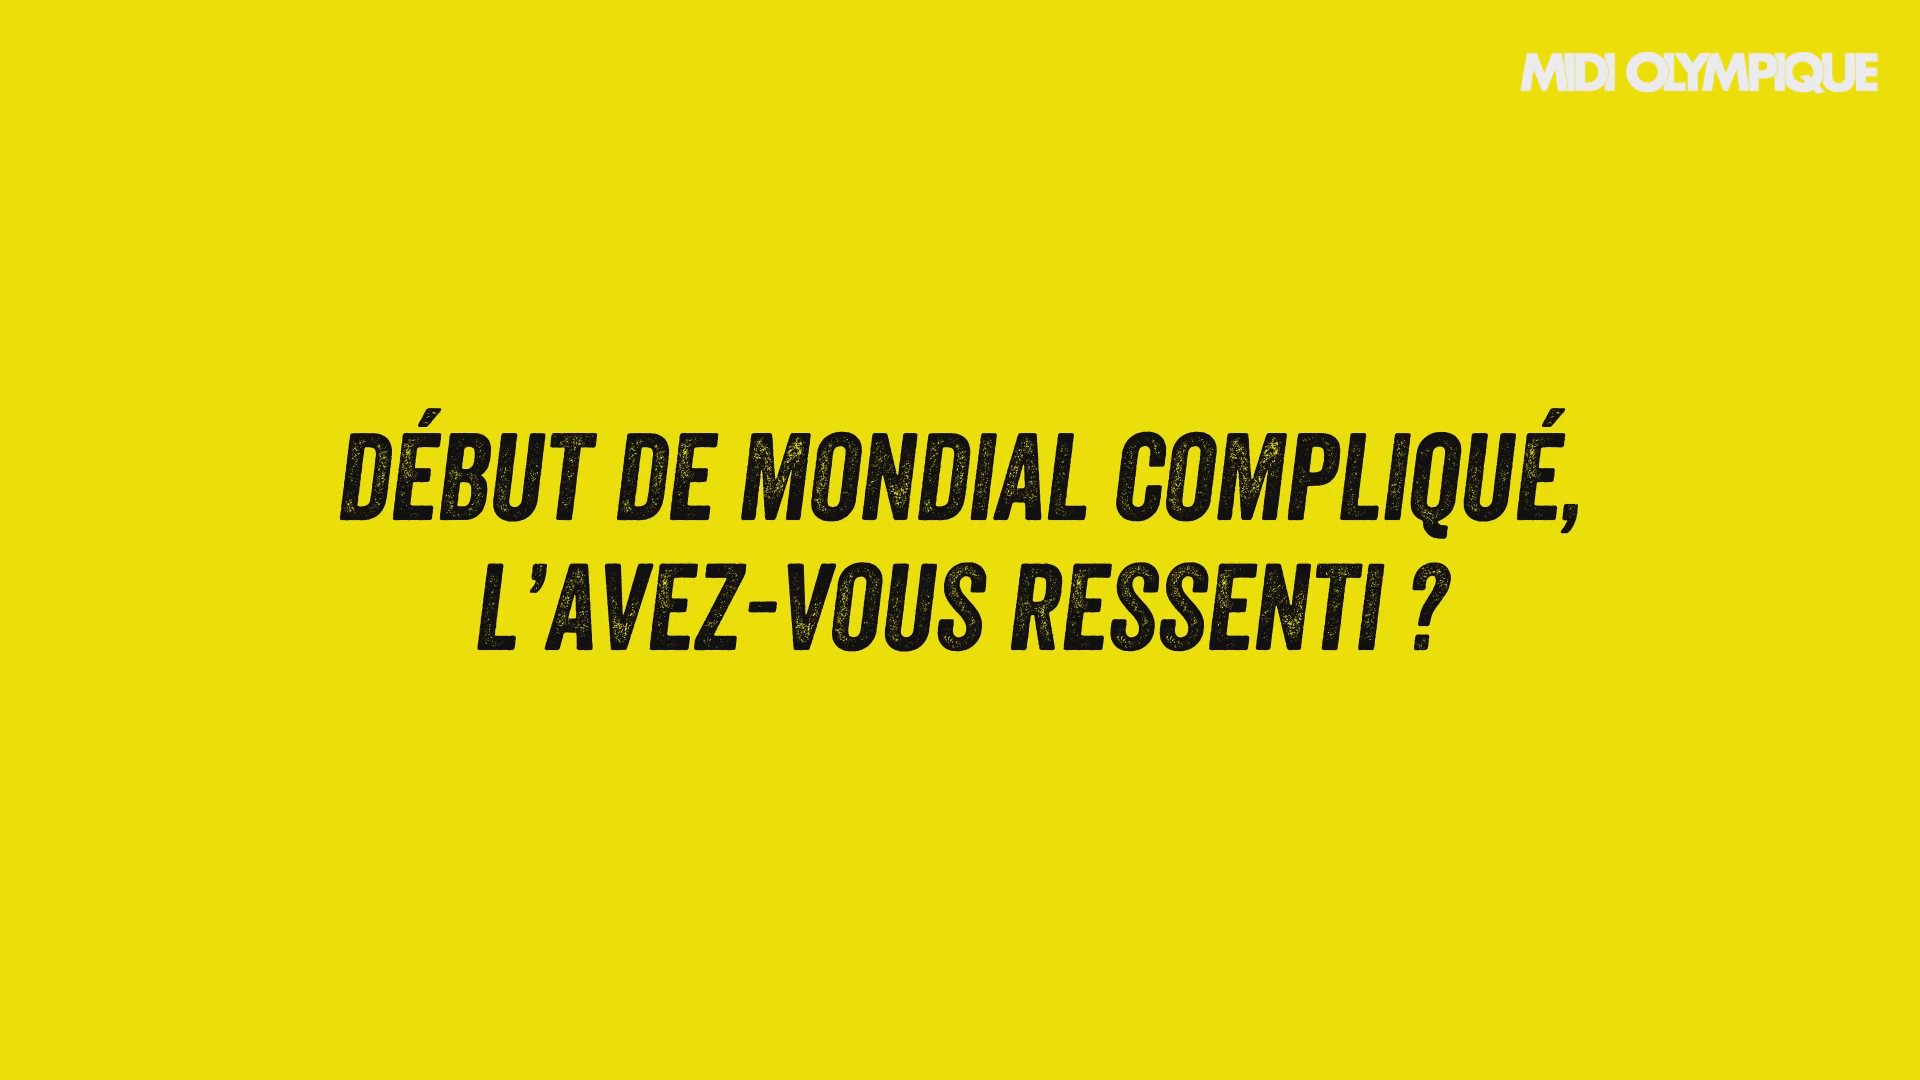 MIDI OLYMPIQUE
DÉBUT DE MONDIAL COMPLIQUÉ,
L’AVEZ-VOUS RESSENTI ?